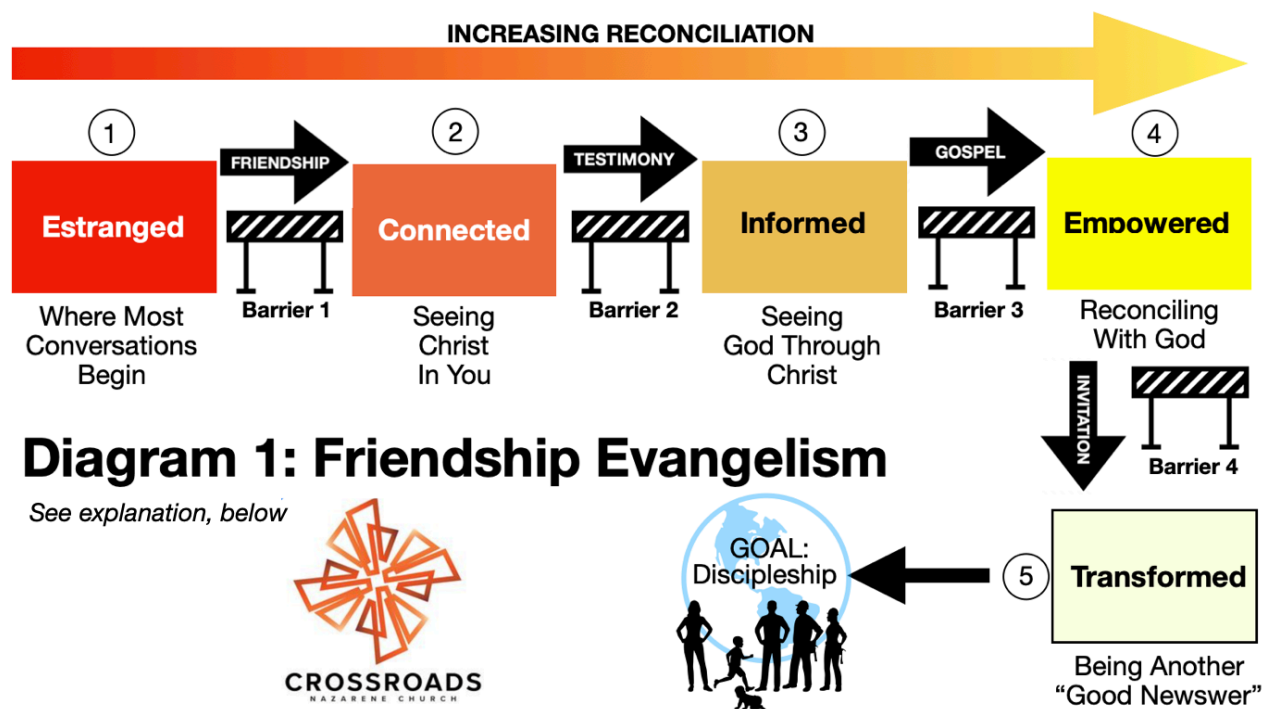 INCREASING RECONCILIATION
1
FRIENDSHIP
2
TESTIMONY
3
GOSPEL
4
Estranged
Connected
Informed
Empowered
Barrier 1
Barrier 2
Barrier 3
Where Most
Conversations
Begin
Seeing
Christ
In You
Seeing
God Through
Christ
Reconciling
With God
INVITATION
Barrier 4
Diagram 1: Friendship Evangelism
See explanation, below
CROSSROADS
NAZARENE CHURCH
GOAL:
Discipleship
5
Transformed
Being Another
“Good Newswer”